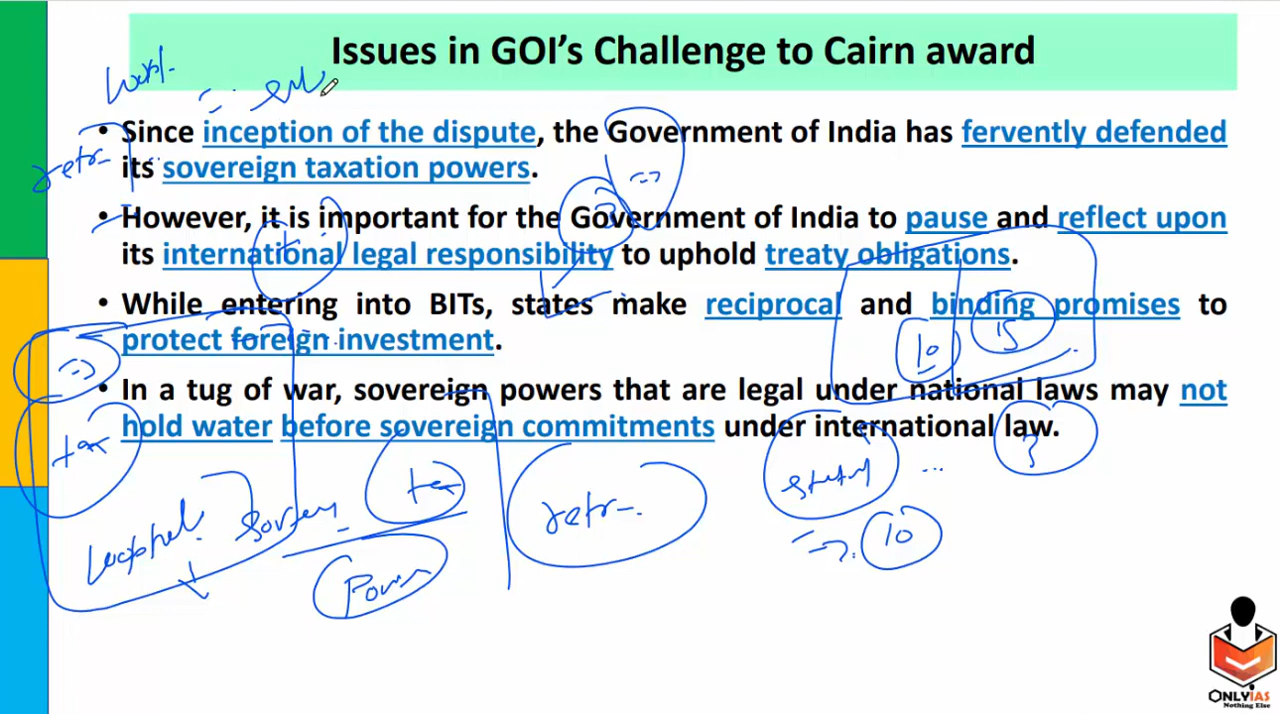 Issues in GOI's Challenge to Cairn award
• Since inception of the dispute, the Government of India has fervently defended
its sovereign taxation powers.
• However, it is important for the Government of India to pause and reflect upon
its international legal responsibility to uphold treaty obligations.
• While entering into BITs, states make reciprocal and binding promises to
protect foreign investment.
• In a tug of war, sovereign powers that are legal under national laws may not
hold water before sovereign commitments under international law.
retr-
10
15
tax
tax
retr-.
10
Power
ONLYIAS
Nothing Else